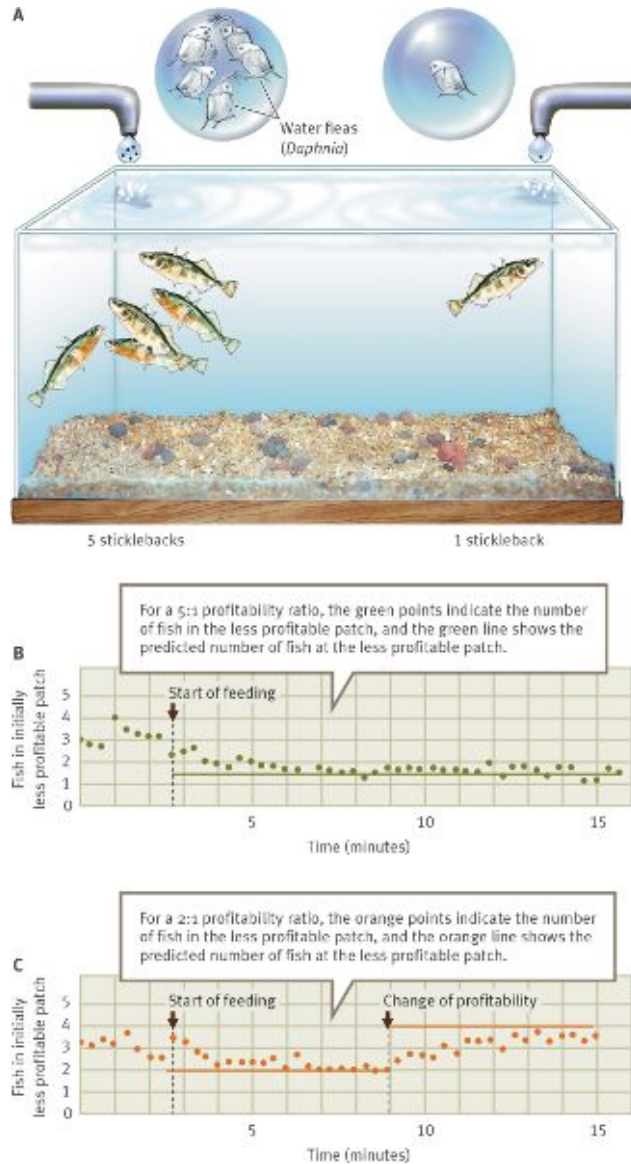 A
Water fleas
(Daphnia)
5 sticklebacks
1 stickleback
For a 5:1 profitability ratio, the green points indicate the number
of fish in the less profitable patch, and the green line shows the
predicted number of fish at the less profitable patch.
B
Start of feeding
Fish in initially
less profitable patch
5
4
3
2
1
0
5
10
15
Time (minutes)
For a 2:1 profitability ratio, the orange points indicate the number
of fish in the less profitable patch, and the orange line shows the
predicted number of fish at the less profitable patch.
C
Start of feeding
Change of profitability
Fish in initially
less profitable patch
5
4
3
2
1
0
5
10
15
Time (minutes)